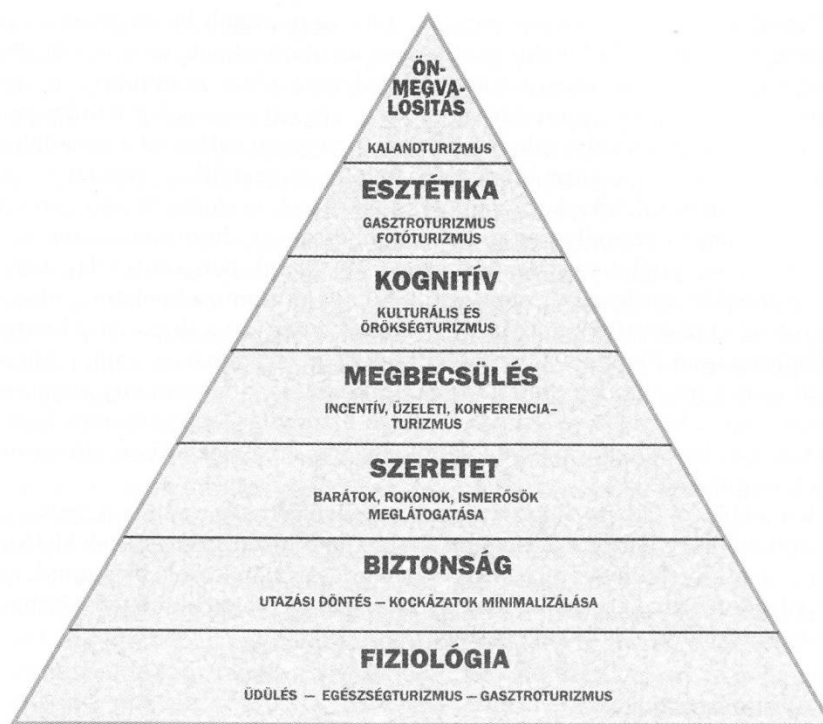 ÖN-
MEGVA-
LÓSÍTÁS
KALANDTURIZMUS
ESZTÉTIKA
GASZTROTURIZMUS
FOTÓTURIZMUS
KOGNITÍV
KULTURÁLIS ÉS
ÖRÖKSÉGTURIZMUS
MEGBECSÜLÉS
INCENTÍV, ÜZELETI, KONFERENCIA–
TURIZMUS
SZERETET
BARÁTOK, ROKONOK, ISMERŐSÖK
MEGLÁTOGATÁSA
BIZTONSÁG
UTAZÁSI DÖNTÉS — KOCKÁZATOK MINIMALIZÁLÁSA
FIZIOLÓGIA
ÜDÜLÉS — EGÉSZSÉGTURIZMUS — GASZTROTURIZMUS